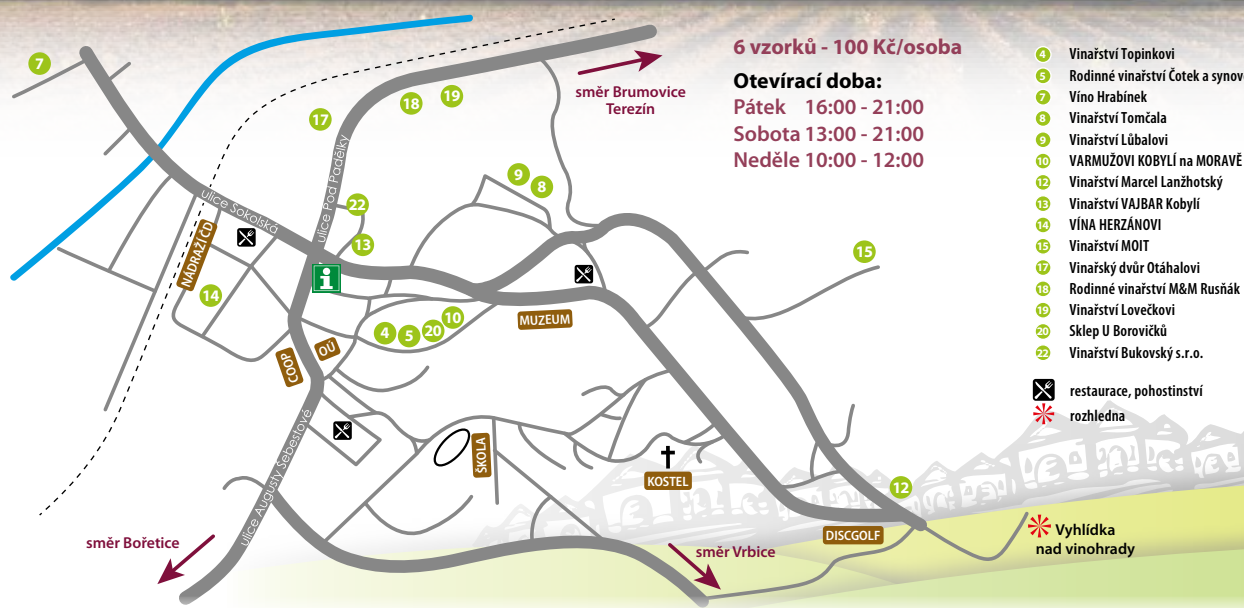 6 vzorků - 100 Kč/osoba
Otevírací doba:
Pátek 16:00 - 21:00
Sobota 13:00 - 21:00
Neděle 10:00 - 12:00
směr Brumovice
Terezín
7
18
19
17
9
8
22
13
15
14
4
5
20
10
12
ulice Sokolská
ulice Pod Padělky
NÁDRAŽÍ ČD
i
MUZEUM
OÚ
COOP
ulice Augusty Šebestové
ŠKOLA
KOSTEL
DISCGOLF
směr Bořetice
směr Vrbice
Vyhlídka
nad vinohrady
4 Vinařství Topinkovi
5 Rodinné vinařství Čotek a synov
7 Víno Hrabínek
8 Vinařství Tomčala
9 Vinařství Lůbalovi
10 VARMUŽOVI KOBYLÍ na MORAVĚ
12 Vinařství Marcel Lanžhotský
13 Vinařství VAJBAR Kobylí
14 VÍNA HERZÁNOVI
15 Vinařství MOIT
17 Vinařský dvůr Otáhalovi
18 Rodinné vinařství M&M Rusňák
19 Vinařství Lovečkovi
20 Sklep U Borovičků
22 Vinařství Bukovský s.r.o.
restaurace, pohostinství
rozhledna